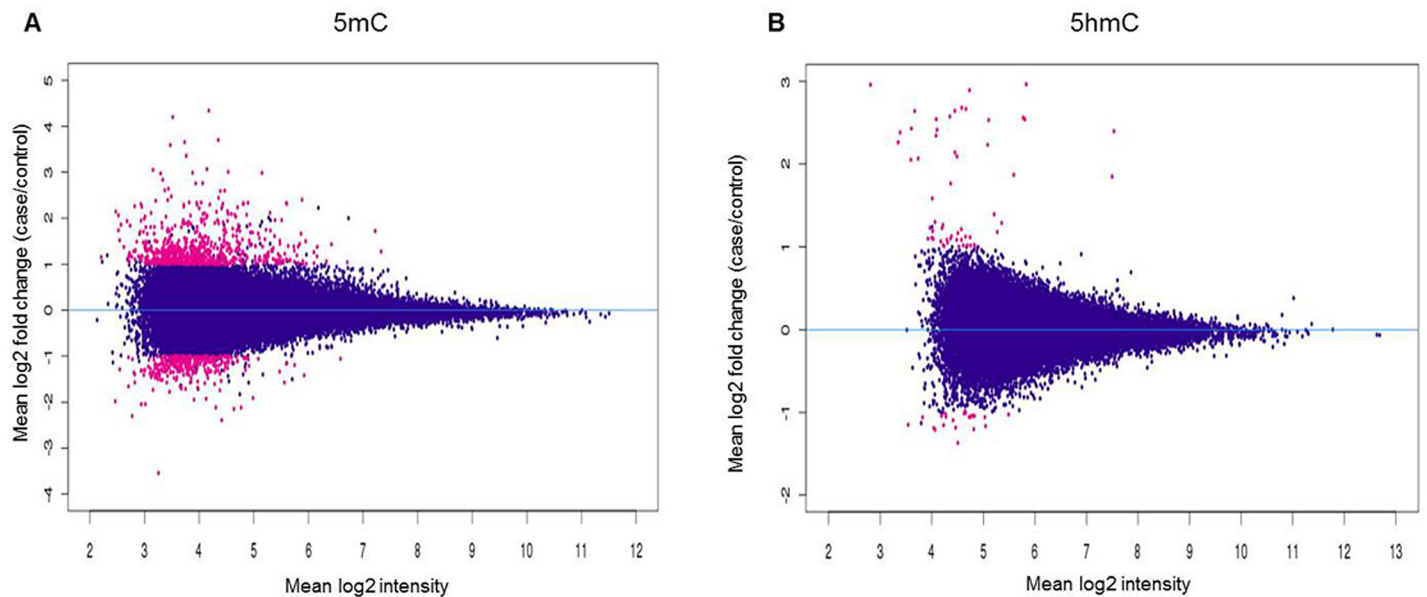 A
5mC
B
5hmC
Mean log2 fold change (case/control)
5
4
3
2
1
0
-1
-2
-3
-4
2 3 4 5 6 7 8 9 10 11 12
Mean log2 intensity
Mean log2 fold change (case/control)
3
2
1
0
-1
-2
2 3 4 5 6 7 8 9 10 11 12 13
Mean log2 intensity